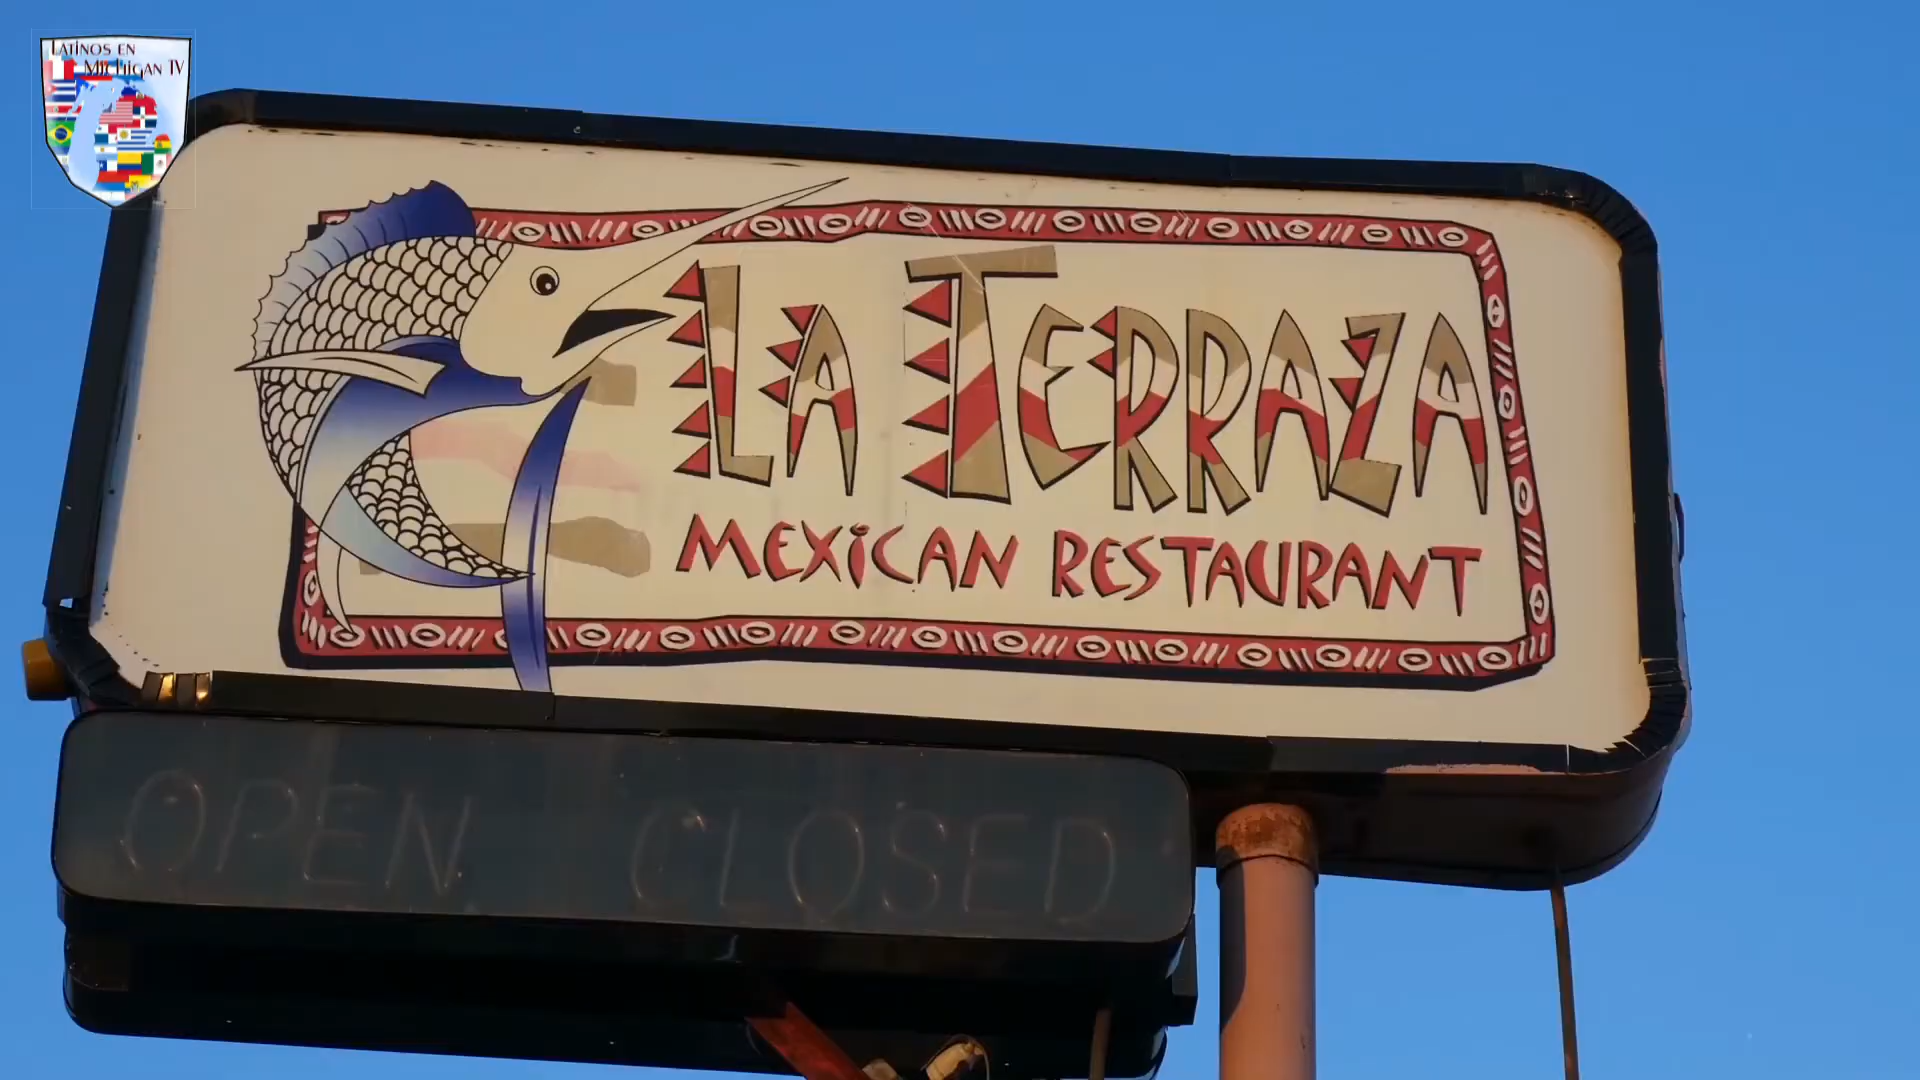 LATINOS EN
MICHIGAN TV
LA TERRAZA
MEXICAN RESTAURANT
OPEN CLOSED